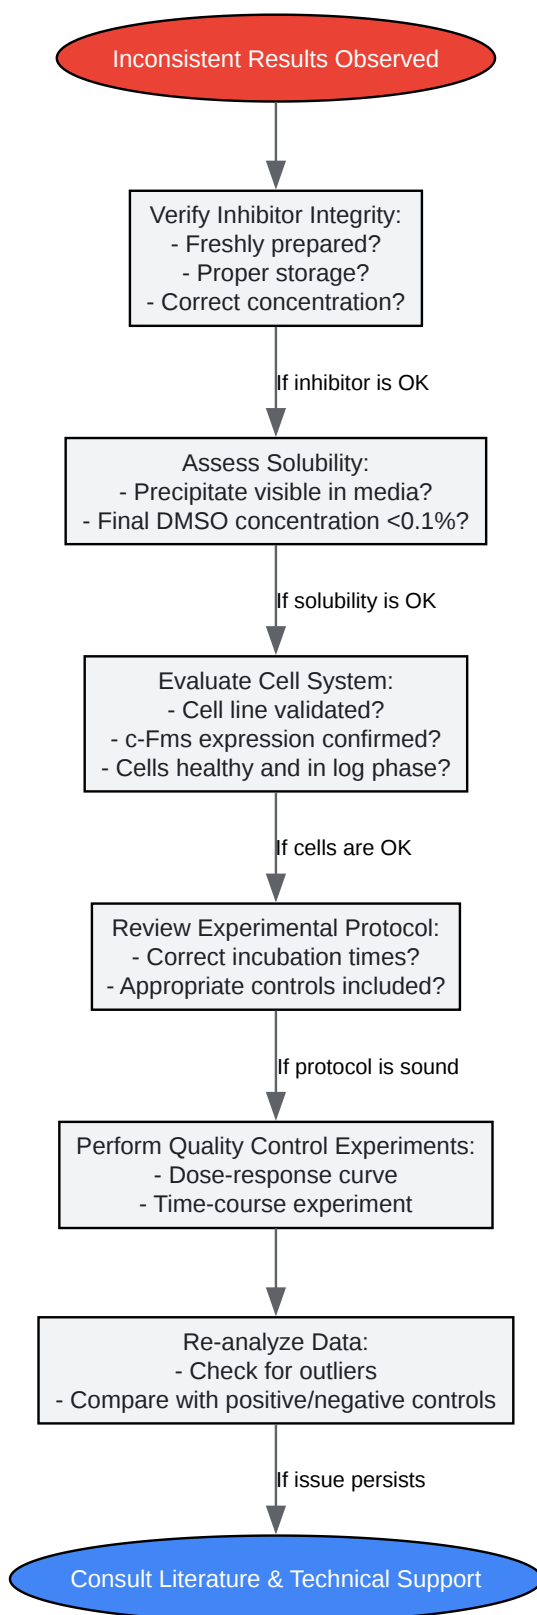 Inconsistent Results Observed
Verify Inhibitor Integrity:
- Freshly prepared?
- Proper storage?
- Correct concentration?
If inhibitor is OK
Assess Solubility:
- Precipitate visible in media?
- Final DMSO concentration <0.1%?
If solubility is OK
Evaluate Cell System:
- Cell line validated?
- c-Fms expression confirmed?
- Cells healthy and in log phase?
If cells are OK
Review Experimental Protocol:
- Correct incubation times?
- Appropriate controls included?
If protocol is sound
Perform Quality Control Experiments:
- Dose-response curve
- Time-course experiment
Re-analyze Data:
- Check for outliers
- Compare with positive/negative controls
If issue persists
Consult Literature & Technical Support